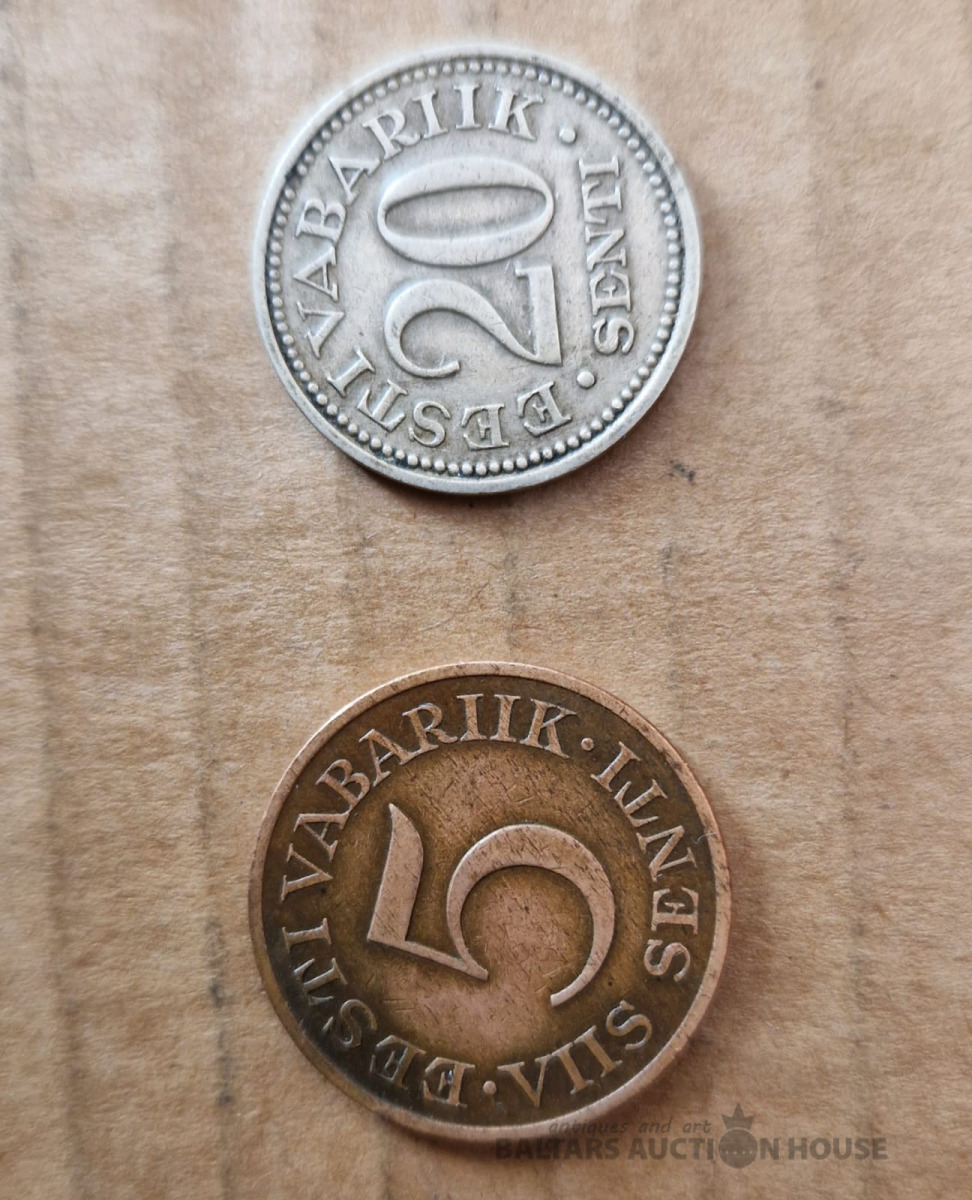 EESTI VABARIIK · SENTI ·
20
EESTI VABARIIK · VIIS SENTI ·
5
antiques and art
BALTARS AUCTION HOUSE